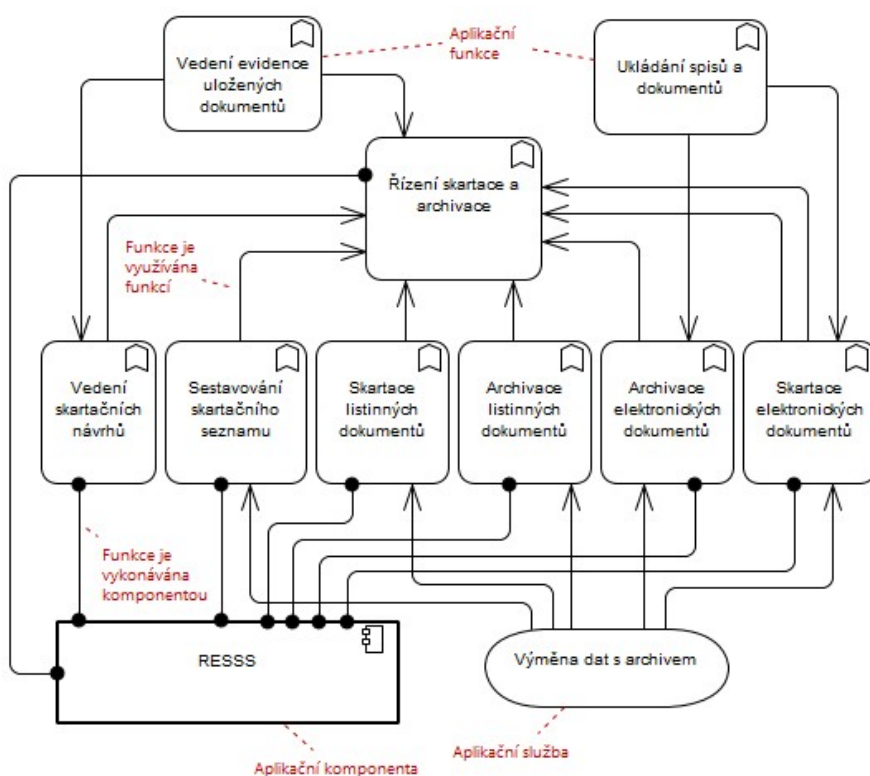 Aplikační
funkce
Vedení evidence
uložených
dokumentů
Ukládání spisů a
dokumentů
Řízení skartace a
archivace
Funkce je
využívána
funkcí
Vedení
skartačních
návrhů
Sestavování
skartačního
seznamu
Skartace
listinných
dokumentů
Archivace
listinných
dokumentů
Archivace
elektronických
dokumentů
Skartace
elektronických
dokumentů
Funkce je
vykonávána
komponentou
RESSS
Výměna dat s archivem
Aplikační služba
Aplikační komponenta